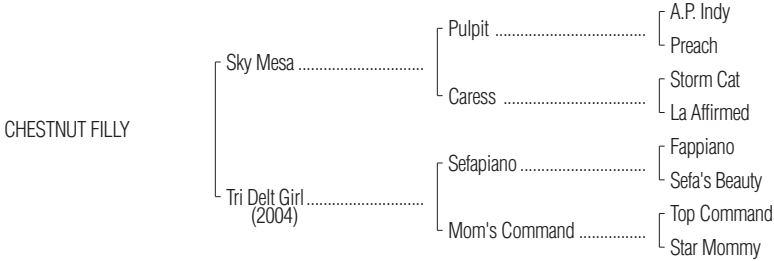 A.P. Indy
Pulpit ......................................
Preach
Sky Mesa ..............................
Storm Cat
Caress ....................................
La Affirmed
CHESTNUT FILLY
Fappiano
Sefapiano ................................
Sefa's Beauty
Tri Delt Girl ............................
(2004)
Top Command
Mom's Command ................
Star Mommy